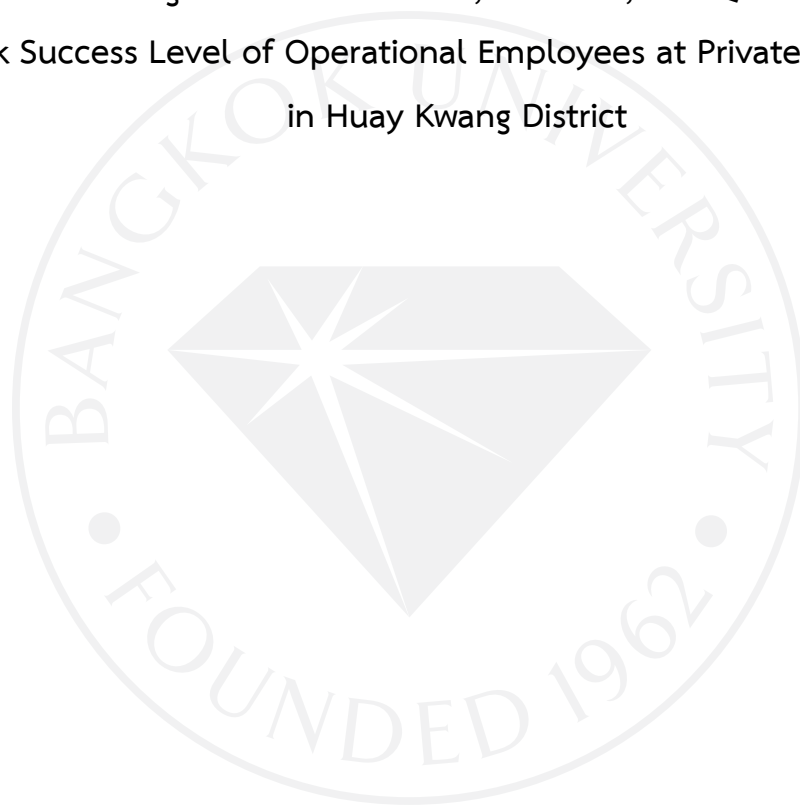 Success Level of Operational Employees at Private
in Huay Kwang District
BANGKOK UNIVERSITY
FOUNDED 1962